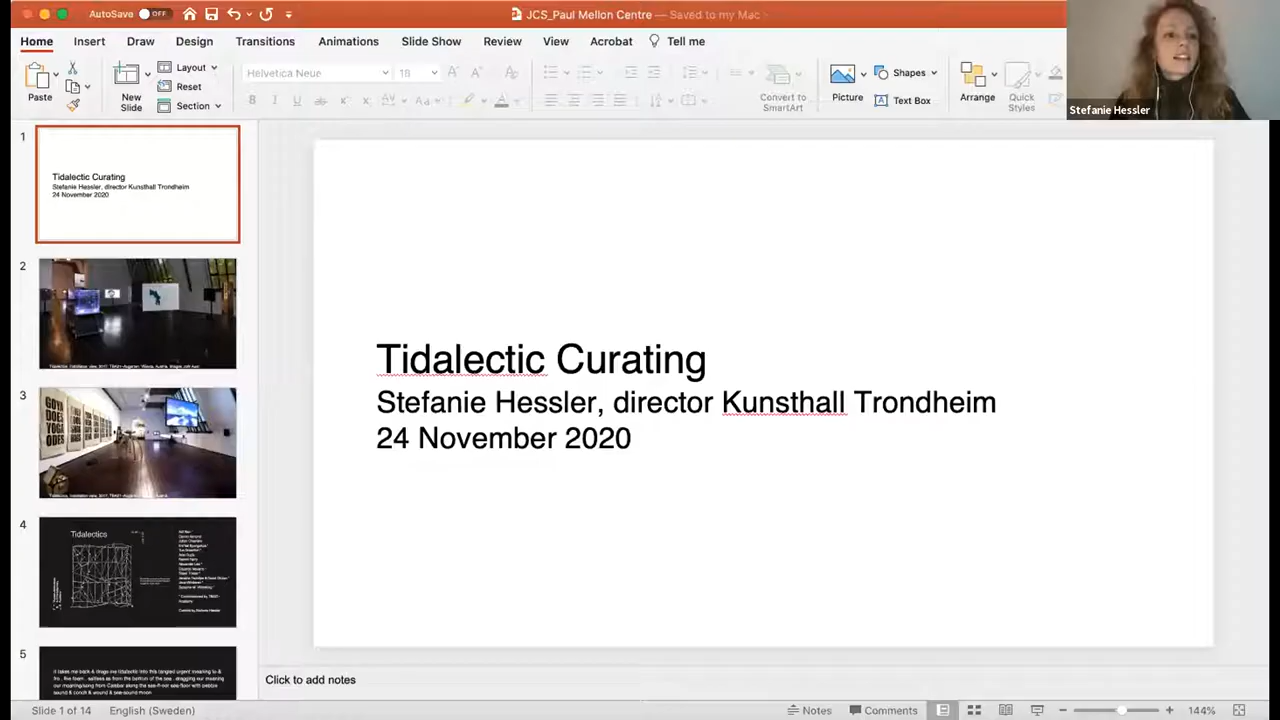 AutoSave OFF
JCS_Paul Mellon Centre — Saved to my Mac
Home Insert Draw Design Transitions Animations Slide Show Review View Acrobat Tell me
Paste
New Slide
Layout
Reset
Section
Helvetica Neue 18
Convert to SmartArt
Picture
Shapes
Text Box
Arrange
Quick Styles
Stefanie Hessler
1
Tidalectic Curating
Stefanie Hessler, director Kunsthall Trondheim
24 November 2020
2
3
GOYA
DOES
YOGA
ODES
4
Tidalectics
5
Tidalectic Curating
Stefanie Hessler, director Kunsthall Trondheim
24 November 2020
Click to add notes
Slide 1 of 14 English (Sweden) Notes Comments 144%